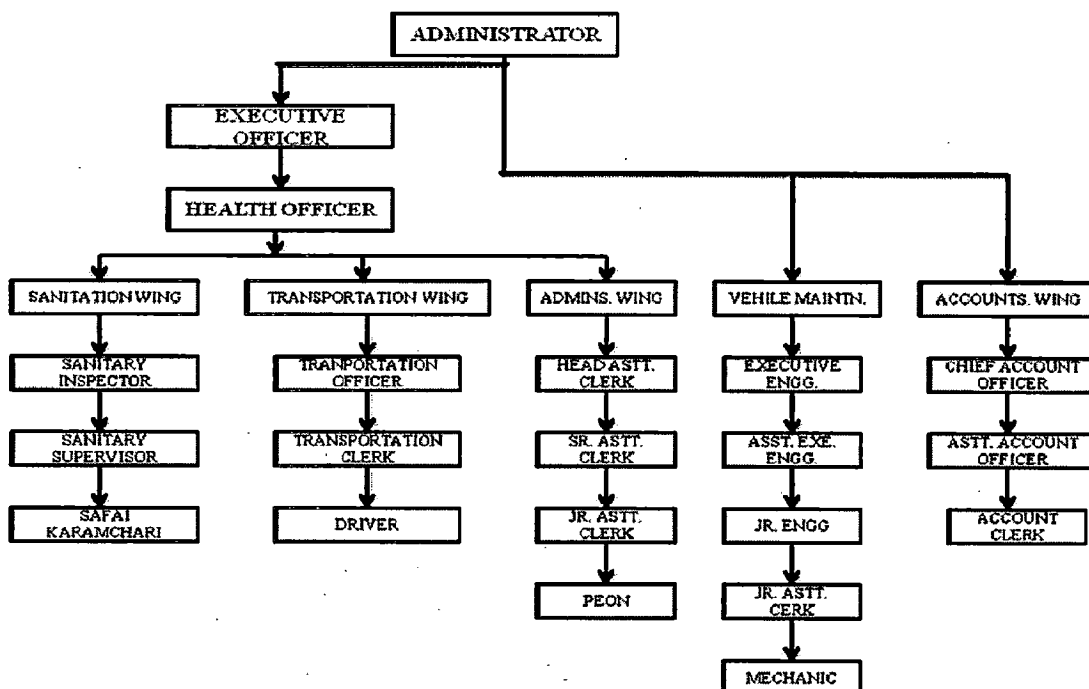 ADMINISTRATOR
EXECUTIVE
OFFICER
HEALTH OFFICER
SANITATION WING
TRANSPORTATION WING
ADMINS. WING
VEHILE MAINTN.
ACCOUNTS. WING
SANITARY
INSPECTOR
TRANPORTATION
OFFICER
HEAD ASTT.
CLERK
EXECUTIVE
ENGG.
CHIEF ACCOUNT
OFFICER
SANITARY
SUPERVISOR
TRANSPORTATION
CLERK
SR. ASTT.
CLERK
ASST. EXE.
ENGG.
ASTT. ACCOUNT
OFFICER
SAFAI
KARAMCHARI
DRIVER
JR. ASTT.
CLERK
JR. ENGG
ACCOUNT
CLERK
PEON
JR. ASTT.
CERK
MECHANIC